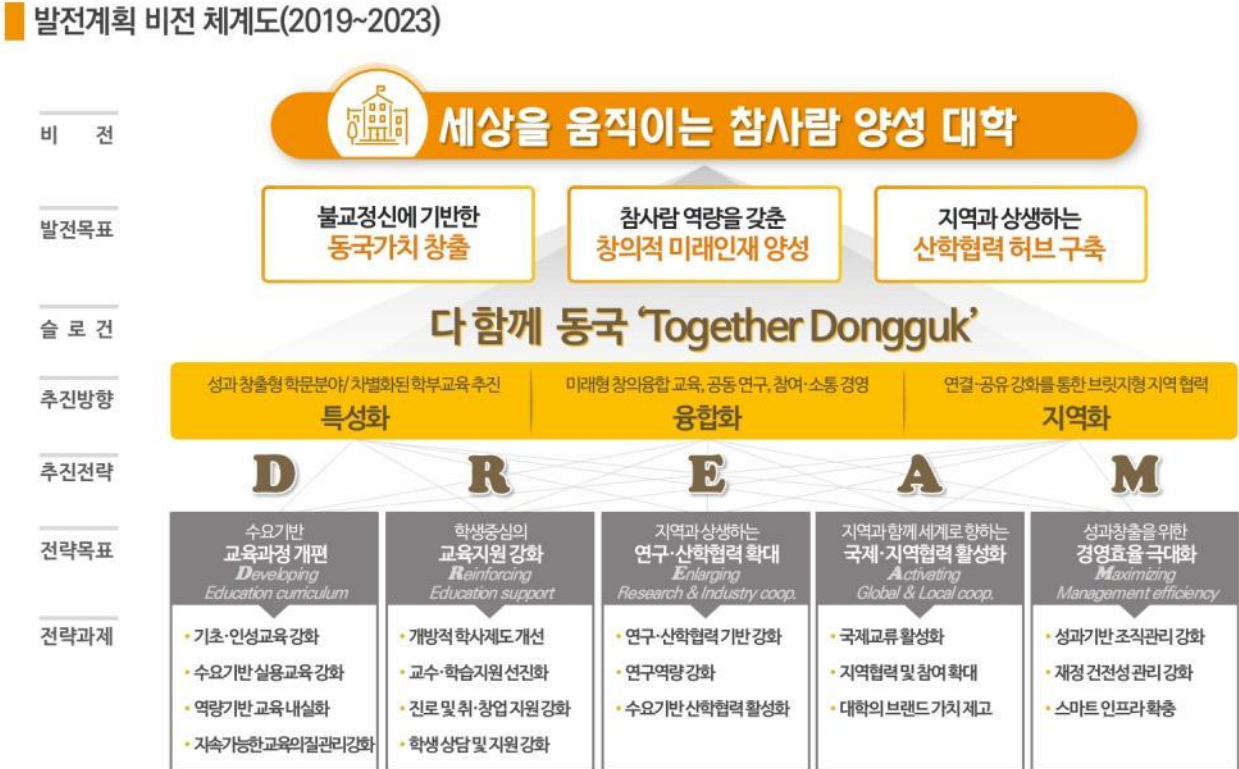 발전계획 비전 체계도(2019~2023)
비 전
세상을 움직이는 참사람 양성 대학
발전목표
불교정신에 기반한
동국가치 창출
참사람 역량을 갖춘
창의적 미래인재 양성
지역과 상생하는
산학협력 허브 구축
슬 로 건
다 함께 동국 ‘Together Dongguk’
추진방향
성과 창출형 학문분야/ 차별화된 학부교육 추진
특성화
미래형 창의융합 교육, 공동 연구, 참여·소통 경영
융합화
연결·공유 강화를 통한 브릿지형 지역 협력
지역화
추진전략
D R E A M
전략목표
수요기반
교육과정 개편
Developing
Education curriculum
학생중심의
교육지원 강화
Reinforcing
Education support
지역과 상생하는
연구·산학협력 확대
Enlarging
Research & Industry coop.
지역과 함께 세계로 향하는
국제·지역협력 활성화
Activating
Global & Local coop.
성과창출을 위한
경영효율 극대화
Maximizing
Management efficiency
전략과제
· 기초·인성교육 강화
· 수요기반 실용교육 강화
· 역량기반 교육 내실화
· 지속가능한 교육의 질 관리 강화
· 개방적 학사제도 개선
· 교수·학습지원 선진화
· 진로 및 취·창업 지원 강화
· 학생 상담 및 지원 강화
· 연구·산학협력 기반 강화
· 연구역량 강화
· 수요기반 산학협력 활성화
· 국제교류 활성화
· 지역협력 및 참여 확대
· 대학의 브랜드 가치 제고
· 성과기반 조직관리 강화
· 재정 건전성 관리 강화
· 스마트 인프라 확충